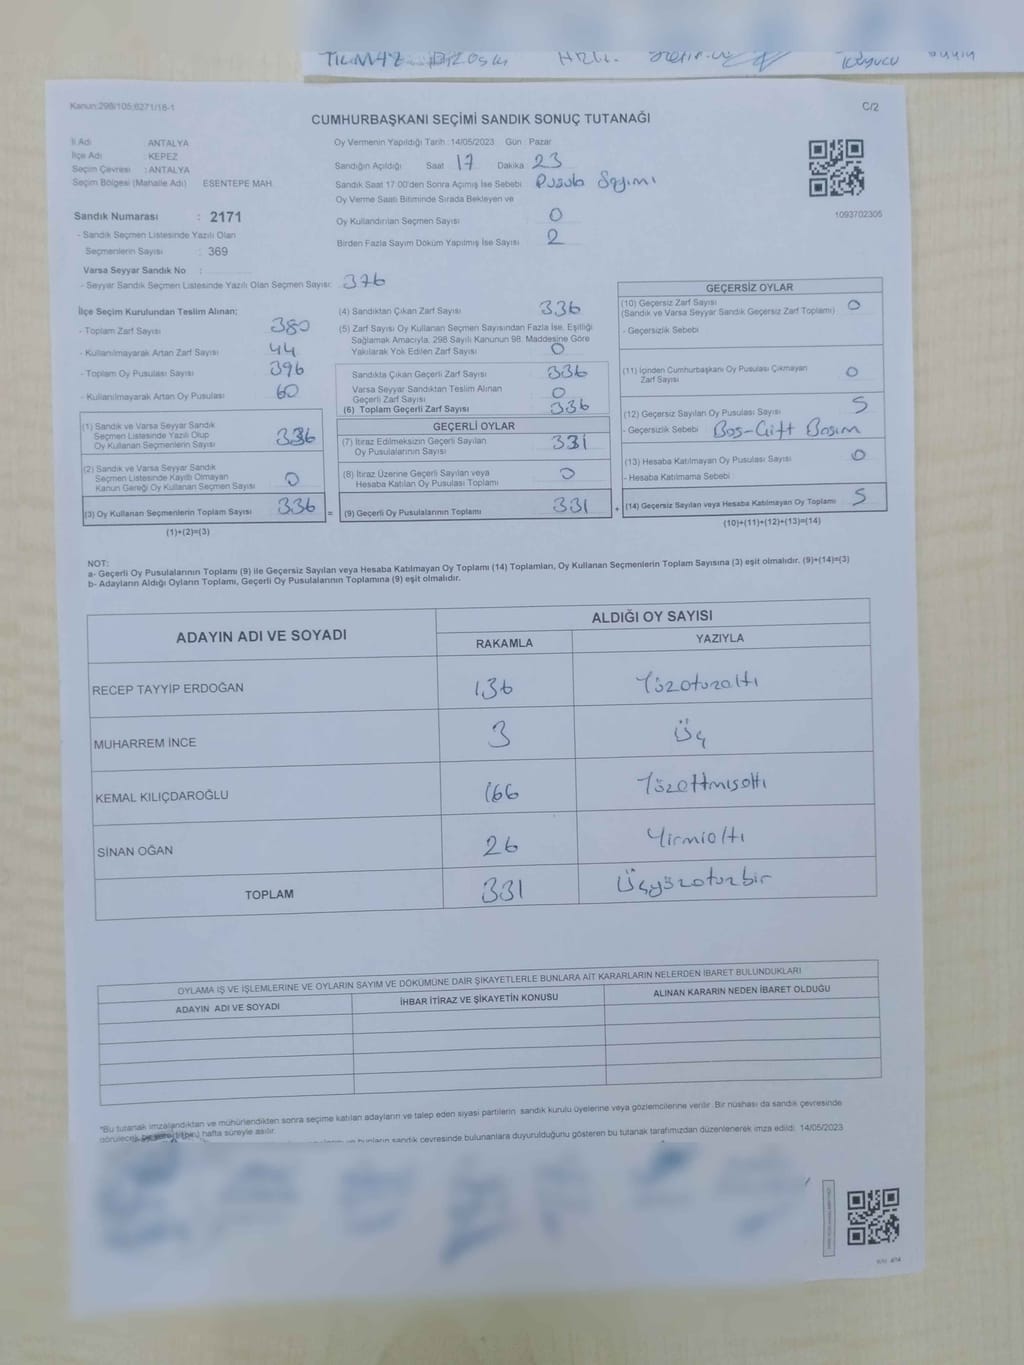 Kanun:298/105;6271/16-1
C/2
CUMHURBAŞKANI SEÇİMİ SANDIK SONUÇ TUTANAĞI
İl Adı : ANTALYA
İlçe Adı : KEPEZ
Seçim Çevresi : ANTALYA
Seçim Bölgesi (Mahalle Adı) ESENTEPE MAH.
Sandık Numarası : 2171
- Sandık Seçmen Listesinde Yazılı Olan
Seçmenlerin Sayısı : 369
Varsa Seyyar Sandık No :
- Seyyar Sandık Seçmen Listesinde Yazılı Olan Seçmen Sayısı: 376
Oy Vermenin Yapıldığı Tarih :14/05/2023 Gün : Pazar
Sandığın Açıldığı Saat 17 Dakika 23
Sandık Saat 17.00'den Sonra Açımış İse Sebebi Pusula Sayımı
Oy Verme Saati Bitiminde Sırada Bekleyen ve
Oy Kullandırılan Seçmen Sayısı 0
Birden Fazla Sayım Döküm Yapılmış İse Sayısı 2
1093702305
İlçe Seçim Kurulundan Teslim Alınan;
- Toplam Zarf Sayısı 380
- Kullanılmayarak Artan Zarf Sayısı 44
- Toplam Oy Pusulası Sayısı 396
- Kullanılmayarak Artan Oy Pusulası 60
(1) Sandık ve Varsa Seyyar Sandık
Seçmen Listesinde Yazılı Olup
Oy Kullanan Seçmenlerin Sayısı 336
(2) Sandık ve Varsa Seyyar Sandık
Seçmen Listesinde Kayıtlı Olmayan
Kanun Gereği Oy Kullanan Seçmen Sayısı 0
(3) Oy Kullanan Seçmenlerin Toplam Sayısı 336
(1)+(2)=(3)
(4) Sandıktan Çıkan Zarf Sayısı 336
(5) Zarf Sayısı Oy Kullanan Seçmen Sayısından Fazla İse, Eşitliği
Sağlamak Amacıyla, 298 Sayılı Kanunun 98. Maddesine Göre
Yakılarak Yok Edilen Zarf Sayısı 0
Sandıkta Çıkan Geçerli Zarf Sayısı 336
Varsa Seyyar Sandıktan Teslim Alınan
Geçerli Zarf Sayısı 0
(6) Toplam Geçerli Zarf Sayısı 336
GEÇERLİ OYLAR
(7) İtiraz Edilmeksizin Geçerli Sayılan
Oy Pusulalarının Sayısı 331
(8) İtiraz Üzerine Geçerli Sayılan veya
Hesaba Katılan Oy Pusulası Toplamı 0
= (9) Geçerli Oy Pusulalarının Toplamı 331
GEÇERSİZ OYLAR
(10) Geçersiz Zarf Sayısı 0
(Sandık ve Varsa Seyyar Sandık Geçersiz Zarf Toplamı)
- Geçersizlik Sebebi
(11) İçinden Cumhurbaşkanı Oy Pusulası Çıkmayan 0
Zarf Sayısı
(12) Geçersiz Sayılan Oy Pusulası Sayısı 5
- Geçersizlik Sebebi Boş-Çift Basım
(13) Hesaba Katılmayan Oy Pusulası Sayısı 0
- Hesaba Katılmama Sebebi
+ (14) Geçersiz Sayılan veya Hesaba Katılmayan Oy Toplamı 5
(10)+(11)+(12)+(13)=(14)
NOT:
a- Geçerli Oy Pusulalarının Toplamı (9) ile Geçersiz Sayılan veya Hesaba Katılmayan Oy Toplamı (14) Toplamları, Oy Kullanan Seçmenlerin Toplam Sayısına (3) eşit olmalıdır. (9)+(14)=(3)
b- Adayların Aldığı Oyların Toplamı, Geçerli Oy Pusulalarının Toplamına (9) eşit olmalıdır.
ADAYIN ADI VE SOYADI ALDIĞI OY SAYISI
RAKAMLA YAZIYLA
RECEP TAYYİP ERDOĞAN 136 Yüzotuzaltı
MUHARREM İNCE 3 Üç
KEMAL KILIÇDAROĞLU 166 Yüzaltmışaltı
SİNAN OĞAN 26 Yirmialtı
TOPLAM 331 Üçyüzotuzbir
OYLAMA İŞ VE İŞLEMLERİNE VE OYLARIN SAYIM VE DÖKÜMÜNE DAİR ŞİKAYETLERLE BUNLARA AİT KARARLARIN NELERDEN İBARET BULUNDUKLARI
ADAYIN ADI VE SOYADI İHBAR İTİRAZ VE ŞİKAYETİN KONUSU ALINAN KARARIN NEDEN İBARET OLDUĞU
*Bu tutanak imzalandıktan ve mühürlendikten sonra seçime katılan adayların ve talep eden siyasi partilerin sandık kurulu üyelerine veya gözlemcilerine verilir. Bir nüshası da sandık çevresinde
görülecek bir yere (1) hafta süreyle asılır.
bunların sandık çevresinde bulunanlara duyurulduğunu gösteren bu tutanak tarafımızdan düzenlenerek imza edildi. 14/05/2023